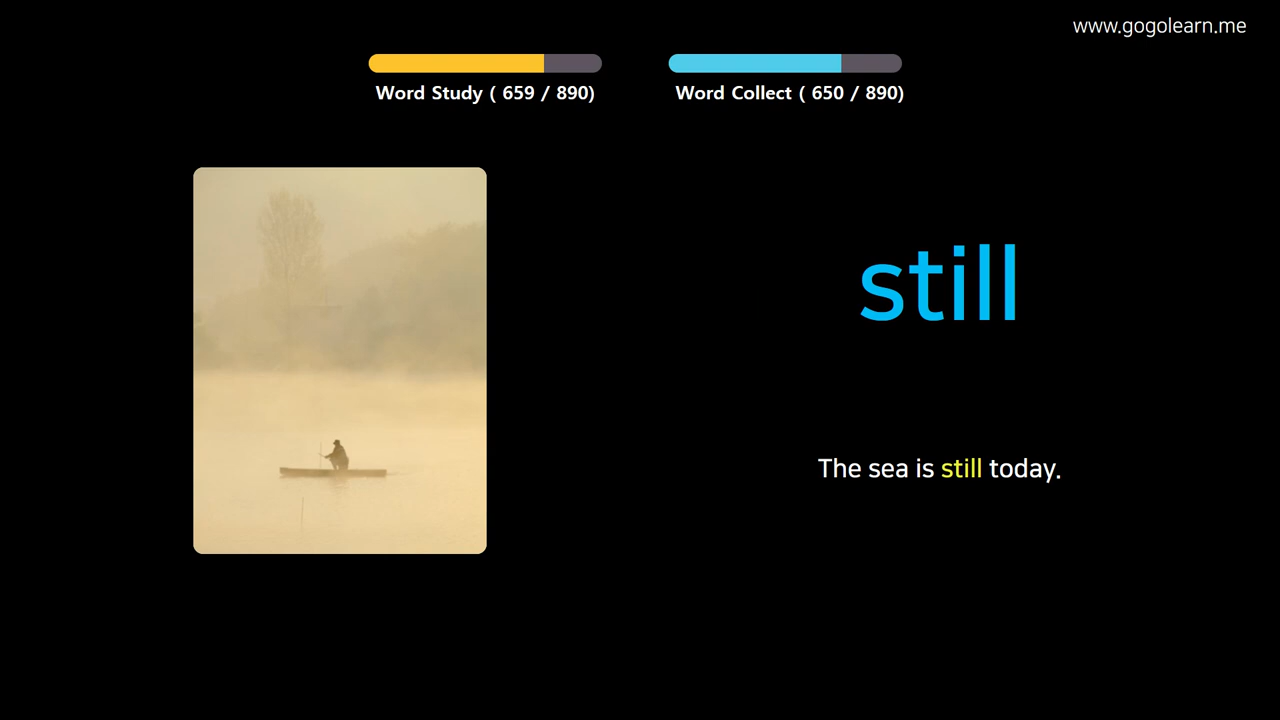 www.gogolearn.me
Word Study ( 659 / 890)
Word Collect ( 650 / 890)
still
The sea is still today.